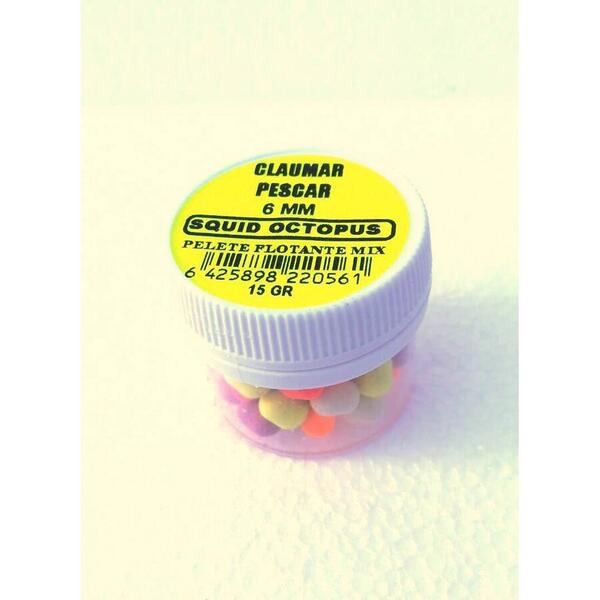 CLAUMAR
PESCAR
6 MM
SQUID OCTOPUS
PELETE FLOTANTE MIX
6 425898 220561
15 GR